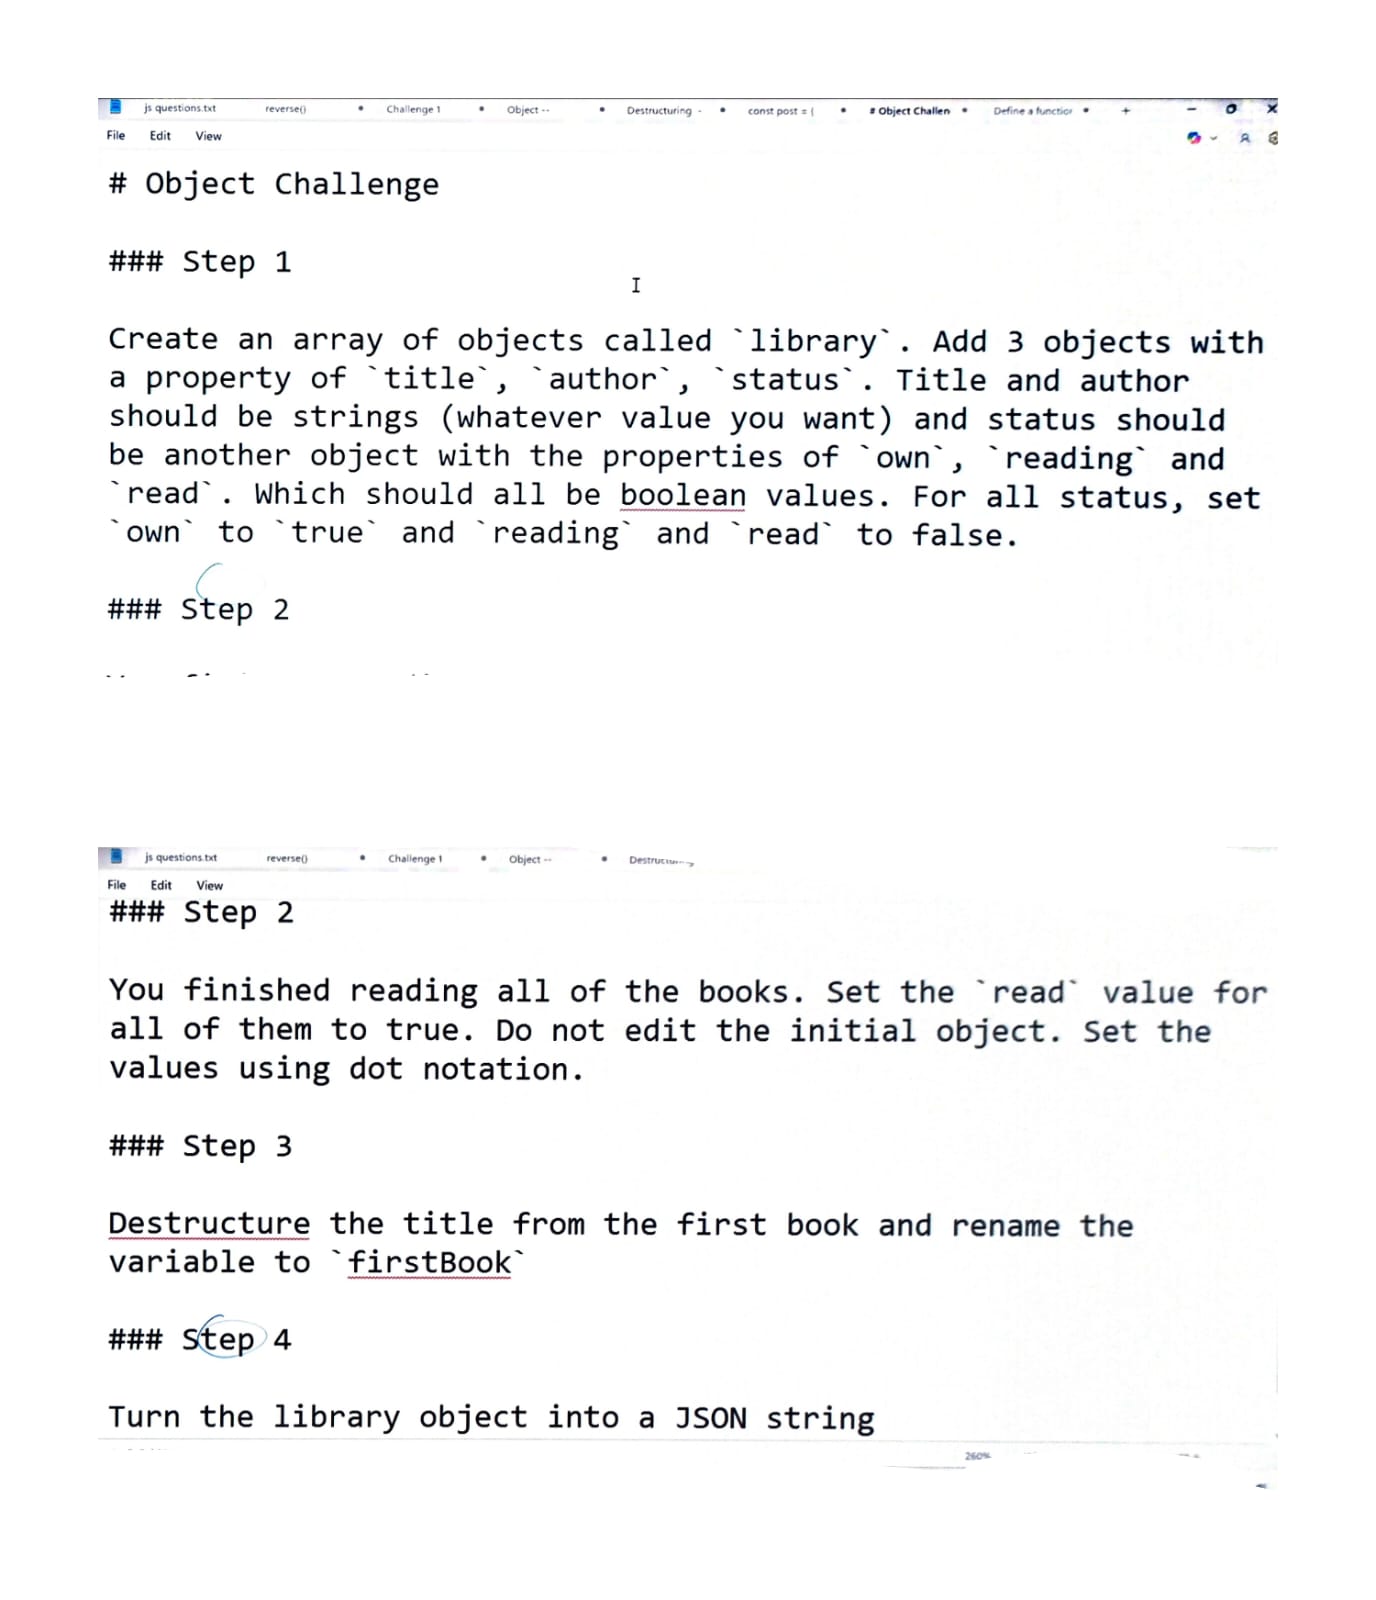 js questions.txt reverse() Challenge 1 Object -- Destructuring - const post = { # Object Challen Define a function +
File Edit View
# Object Challenge
### Step 1
Create an array of objects called `library`. Add 3 objects with
a property of `title`, `author`, `status`. Title and author
should be strings (whatever value you want) and status should
be another object with the properties of `own`, `reading` and
`read`. Which should all be boolean values. For all status, set
`own` to `true` and `reading` and `read` to false.
### Step 2
js questions.txt reverse() Challenge 1 Object --
File Edit View
### Step 2
You finished reading all of the books. Set the `read` value for
all of them to true. Do not edit the initial object. Set the
values using dot notation.
### Step 3
Destructure the title from the first book and rename the
variable to `firstBook`
### Step 4
Turn the library object into a JSON string
260%